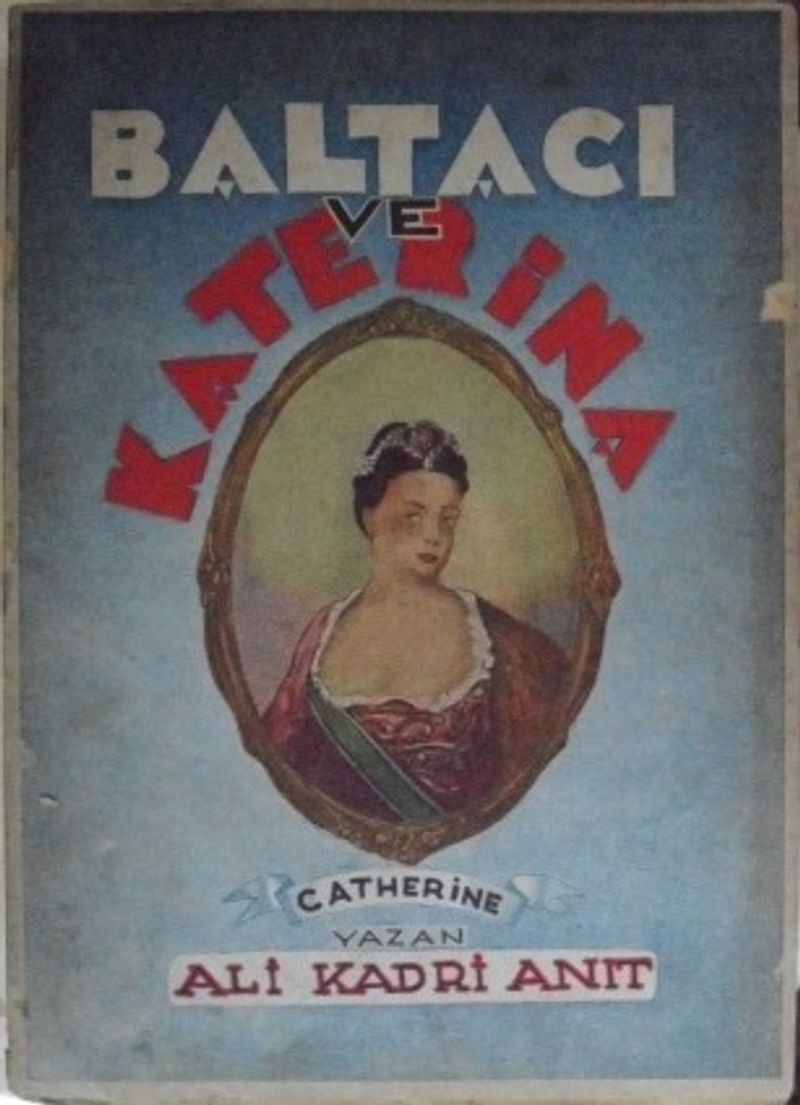 BALTACI
VE
KATERİNA
CATHERİNE
YAZAN
ALİ KADRİ ANIT